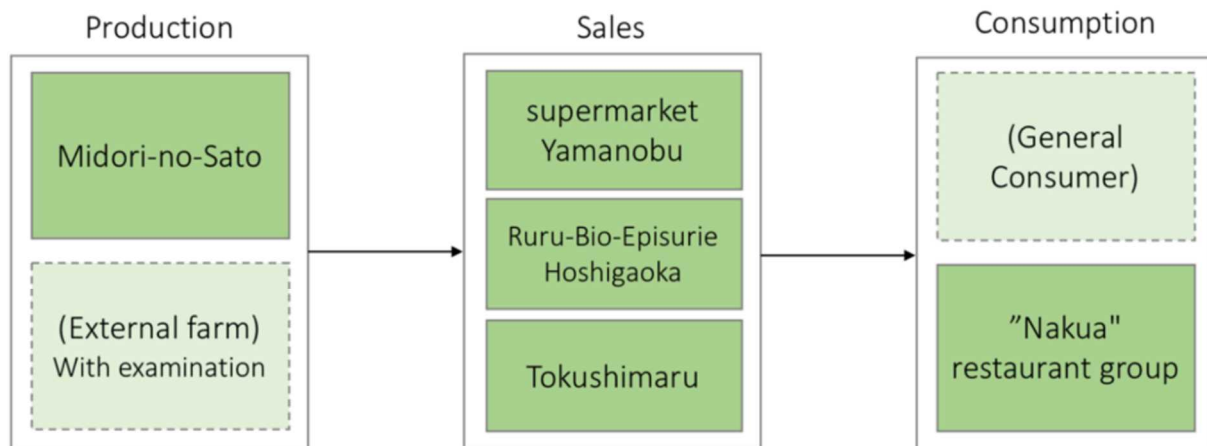 Production
Midori-no-Sato
(External farm)
With examination
Sales
supermarket
Yamanobu
Ruru-Bio-Episurie
Hoshigaoka
Tokushimaru
Consumption
(General
Consumer)
”Nakua"
restaurant group